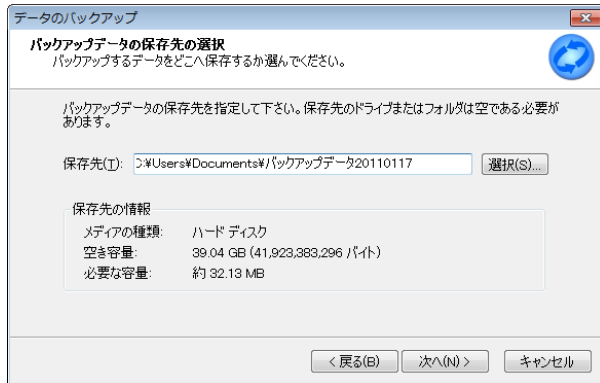 データのバックアップ
バックアップデータの保存先の選択
バックアップするデータをどこへ保存するか選んでください。
バックアップデータの保存先を指定して下さい。保存先のドライブまたはフォルダは空である必要が
あります。
保存先(T): :¥Users¥Documents¥バックアップデータ20110117 選択(S)...
保存先の情報
メディアの種類: ハード ディスク
空き容量: 39.04 GB (41,923,383,296 バイト)
必要な容量: 約 32.13 MB
< 戻る(B) 次へ(N) > キャンセル